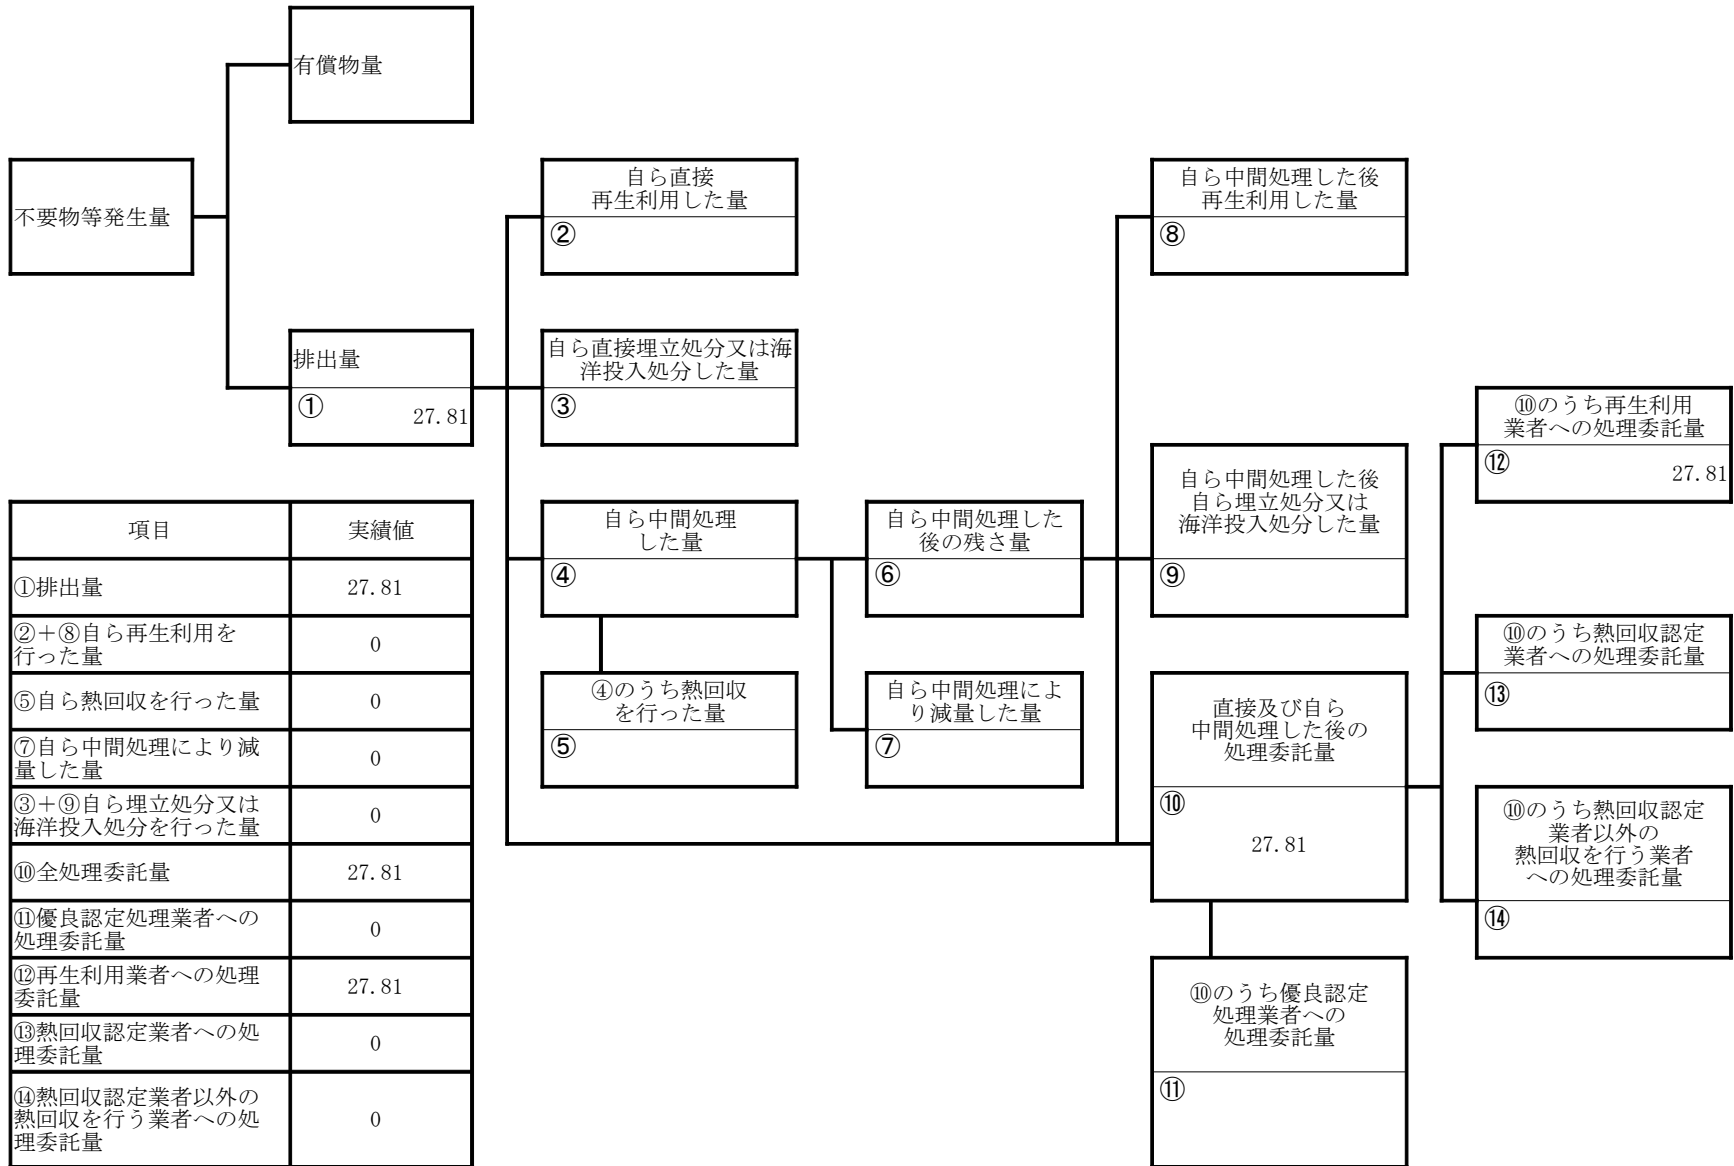 有償物量
不要物等発生量
自ら直接
再生利用した量
②
自ら中間処理した後
再生利用した量
⑧
排出量
①
27.81
自ら直接埋立処分又は海
洋投入処分した量
③
⑩のうち再生利用
業者への処理委託量
⑫
27.81
自ら中間処理
した量
④
自ら中間処理した
後の残さ量
⑥
自ら中間処理した後
自ら埋立処分又は
海洋投入処分した量
⑨
⑩のうち熱回収認定
業者への処理委託量
⑬
④のうち熱回収
を行った量
⑤
自ら中間処理によ
り減量した量
⑦
直接及び自ら
中間処理した後の
処理委託量
⑩
27.81
⑩のうち熱回収認定
業者以外の
熱回収を行う業者
への処理委託量
⑭
⑩のうち優良認定
処理業者への
処理委託量
⑪
項目 実績値
①排出量 27.81
②+⑧自ら再生利用を
行った量 0
⑤自ら熱回収を行った量 0
⑦自ら中間処理により減
量した量 0
③+⑨自ら埋立処分又は
海洋投入処分を行った量 0
⑩全処理委託量 27.81
⑪優良認定処理業者への
処理委託量 0
⑫再生利用業者への処理
委託量 27.81
⑬熱回収認定業者への処
理委託量 0
⑭熱回収認定業者以外の
熱回収を行う業者への処
理委託量 0